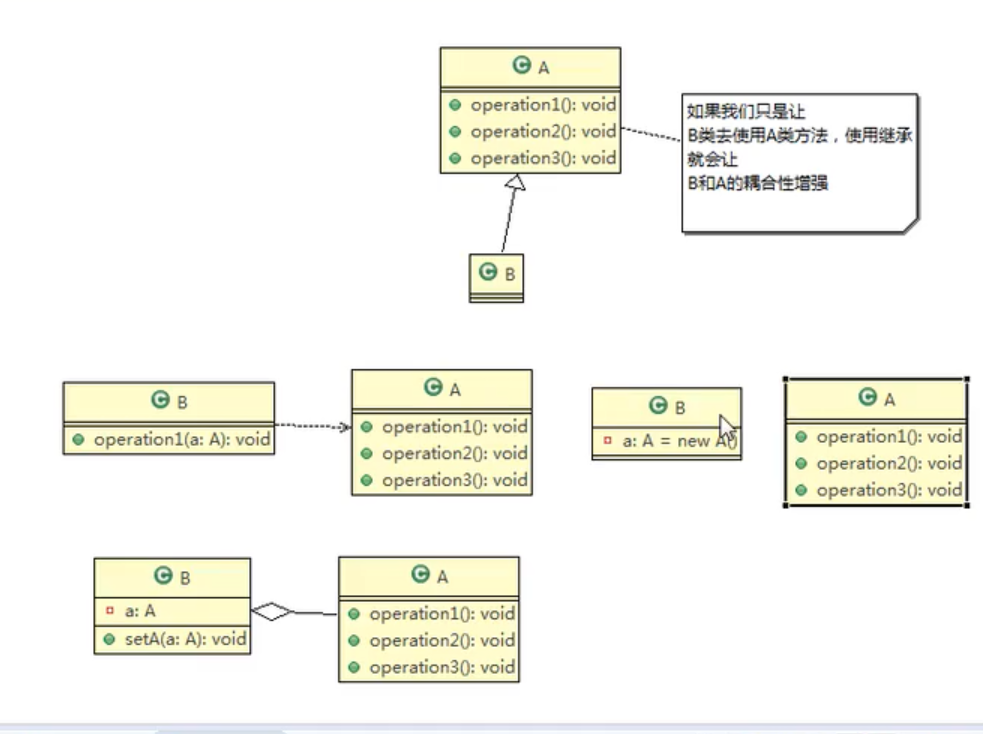 A
operation1(): void
operation2(): void
operation3(): void
如果我们只是让
B类去使用A类方法，使用继承
就会让
B和A的耦合性增强
B
B
operation1(a: A): void
A
operation1(): void
operation2(): void
operation3(): void
B
a: A = new A()
A
operation1(): void
operation2(): void
operation3(): void
B
a: A
setA(a: A): void
A
operation1(): void
operation2(): void
operation3(): void